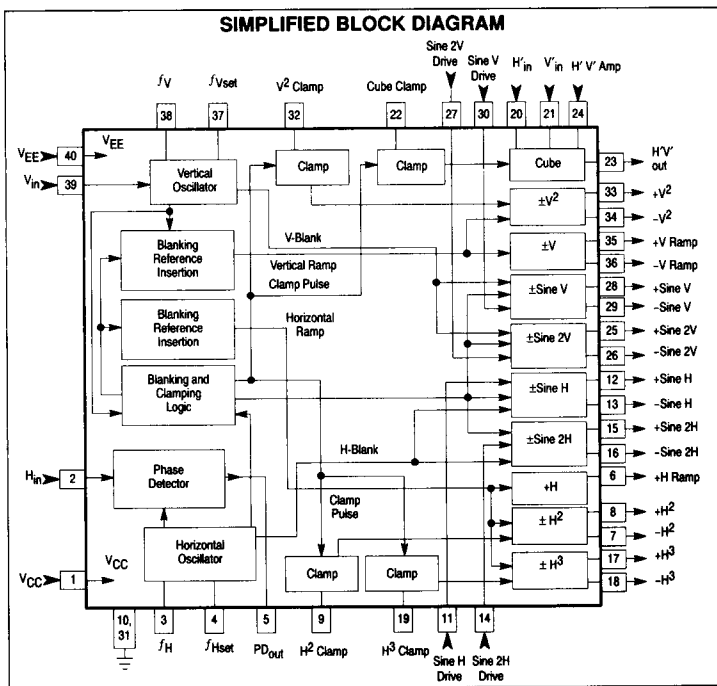 SIMPLIFIED BLOCK DIAGRAM
Sine 2V Drive
Sine V Drive
H'in
V'in
H' V' Amp
fV
fVset
V² Clamp
Cube Clamp
38
37
32
22
27
30
20
21
24
VEE
40
VEE
Vin
39
Vertical Oscillator
Clamp
Clamp
Cube
23
H'V' out
±V²
33
+V²
34
−V²
V-Blank
Blanking Reference Insertion
Vertical Ramp
Clamp Pulse
±V
35
+V Ramp
36
−V Ramp
±Sine V
28
+Sine V
29
−Sine V
Blanking Reference Insertion
Horizontal Ramp
±Sine 2V
25
+Sine 2V
26
−Sine 2V
Blanking and Clamping Logic
±Sine H
12
+Sine H
13
−Sine H
±Sine 2H
15
+Sine 2H
16
−Sine 2H
H-Blank
Hin
2
Phase Detector
+H
6
+H Ramp
Clamp Pulse
± H²
8
+H²
7
−H²
Horizontal Oscillator
± H³
17
+H³
18
−H³
VCC
1
VCC
Clamp
Clamp
10, 31
3
4
5
9
19
11
14
fH
fHset
PDout
H² Clamp
H³ Clamp
Sine H Drive
Sine 2H Drive